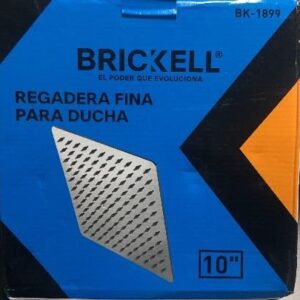 BK-1899
BRICKELL®
EL PODER QUE EVOLUCIONA
REGADERA FINA
PARA DUCHA
10"